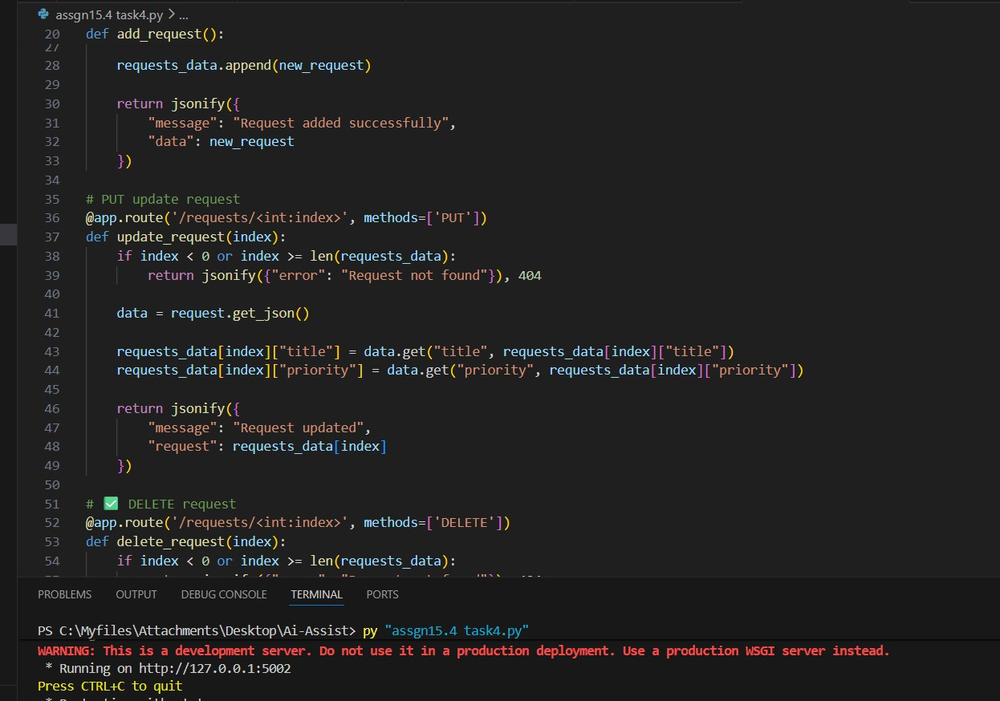 assgn15.4 task4.py > ...
20 def add_request():
27
28 requests_data.append(new_request)
29
30 return jsonify({
31 "message": "Request added successfully",
32 "data": new_request
33 })
34
35 # PUT update request
36 @app.route('/requests/<int:index>', methods=['PUT'])
37 def update_request(index):
38 if index < 0 or index >= len(requests_data):
39 return jsonify({"error": "Request not found"}), 404
40
41 data = request.get_json()
42
43 requests_data[index]["title"] = data.get("title", requests_data[index]["title"])
44 requests_data[index]["priority"] = data.get("priority", requests_data[index]["priority"])
45
46 return jsonify({
47 "message": "Request updated",
48 "request": requests_data[index]
49 })
50
51 # ✅ DELETE request
52 @app.route('/requests/<int:index>', methods=['DELETE'])
53 def delete_request(index):
54 if index < 0 or index >= len(requests_data):
PROBLEMS OUTPUT DEBUG CONSOLE TERMINAL PORTS
PS C:\Myfiles\Attachments\Desktop\Ai-Assist> py "assgn15.4 task4.py"
WARNING: This is a development server. Do not use it in a production deployment. Use a production WSGI server instead.
* Running on http://127.0.0.1:5002
Press CTRL+C to quit